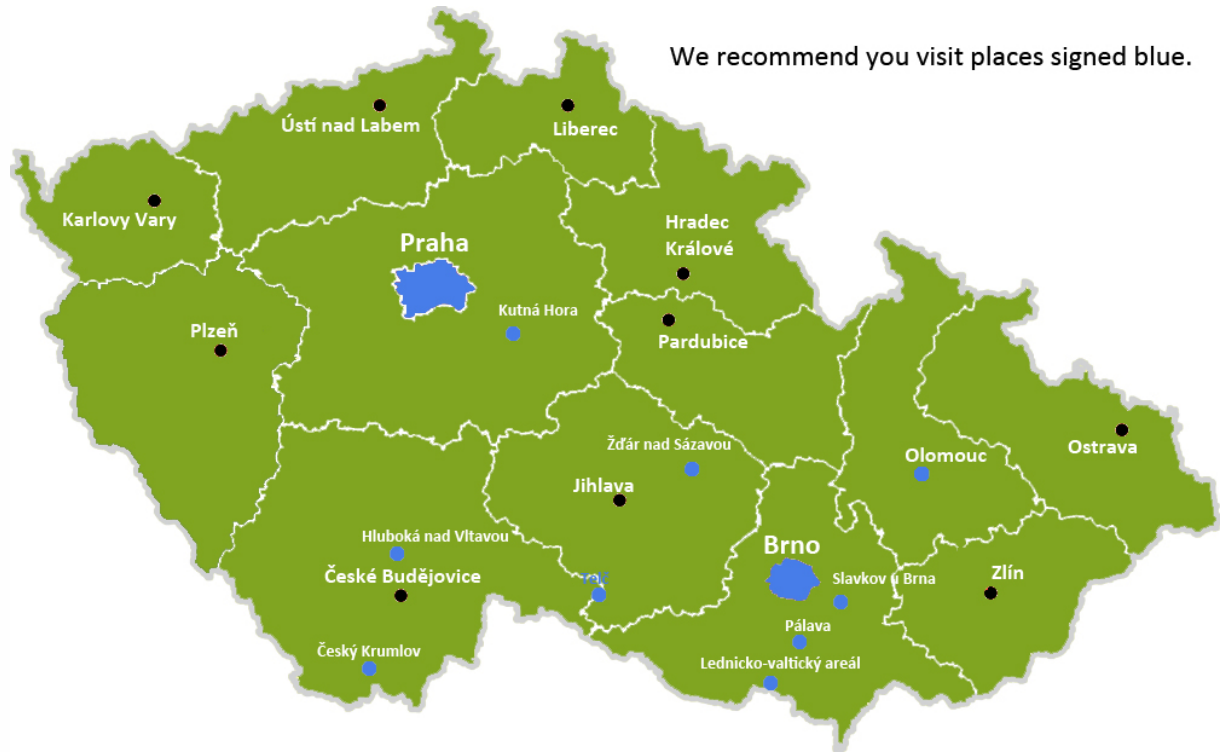 We recommend you visit places signed blue.
Ústí nad Labem
Liberec
Karlovy Vary
Hradec
Králové
Praha
Kutná Hora
Plzeň
Pardubice
Žďár nad Sázavou
Olomouc
Ostrava
Jihlava
Hluboká nad Vltavou
Brno
České Budějovice
Telč
Slavkov u Brna
Zlín
Pálava
Český Krumlov
Lednicko-valtický areál